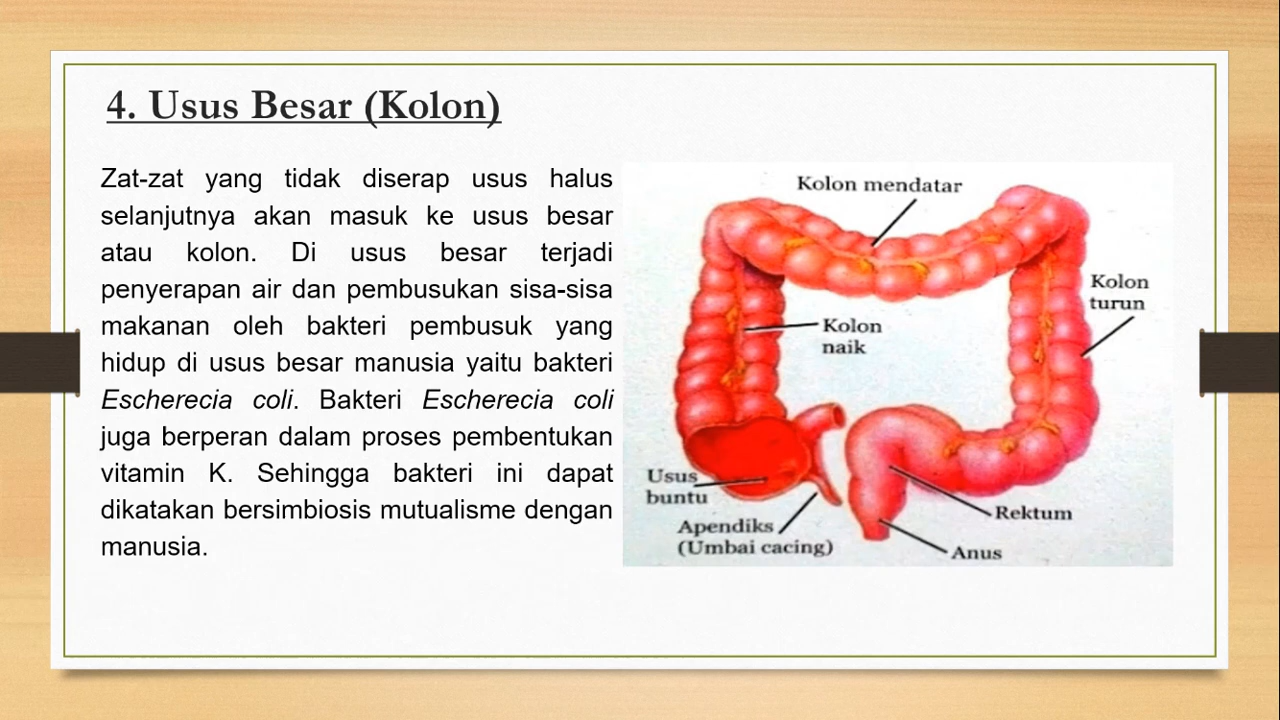 4. Usus Besar (Kolon)
Zat-zat yang tidak diserap usus halus
selanjutnya akan masuk ke usus besar
atau kolon. Di usus besar terjadi
penyerapan air dan pembusukan sisa-sisa
makanan oleh bakteri pembusuk yang
hidup di usus besar manusia yaitu bakteri
Escherecia coli. Bakteri Escherecia coli
juga berperan dalam proses pembentukan
vitamin K. Sehingga bakteri ini dapat
dikatakan bersimbiosis mutualisme dengan
manusia.
Kolon mendatar
Kolon
turun
Kolon
naik
Usus
buntu
Apendiks
(Umbai cacing)
Rektum
Anus